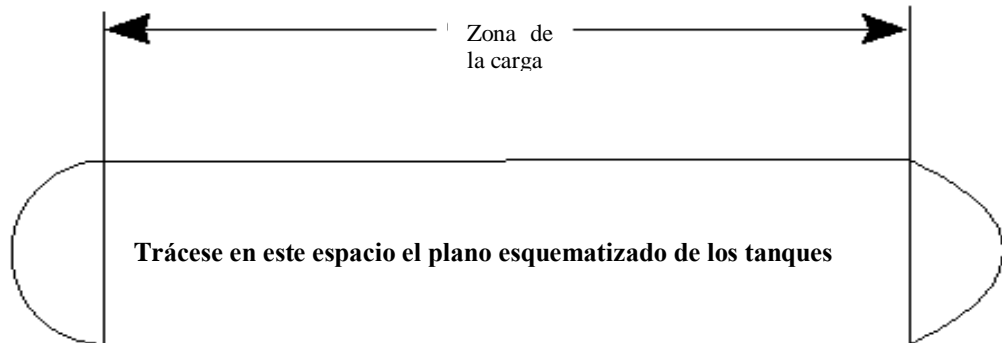 Zona de
la carga
Trácese en este espacio el plano esquematizado de los tanques